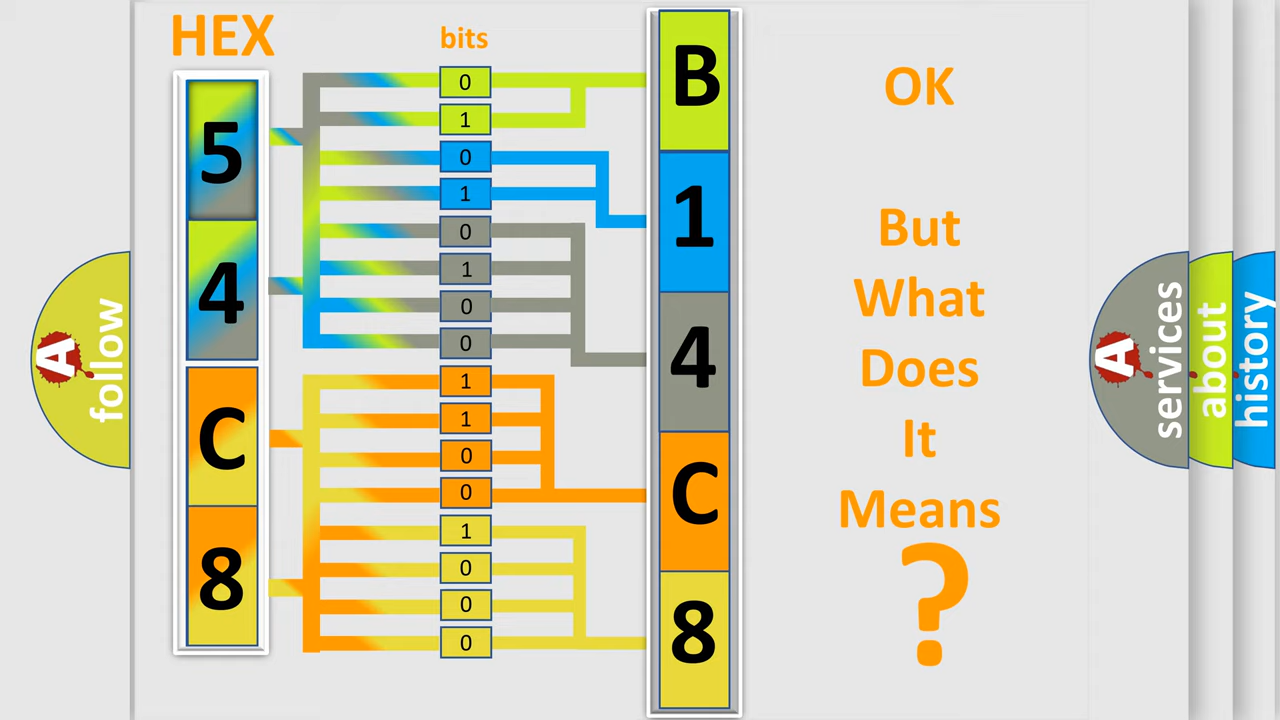 HEX
bits
5
4
C
8
0
1
0
1
0
1
0
0
1
1
0
0
1
0
0
0
B
1
4
C
8
OK
But
What
Does
It
Means
?
A
follow
A
services
about
history